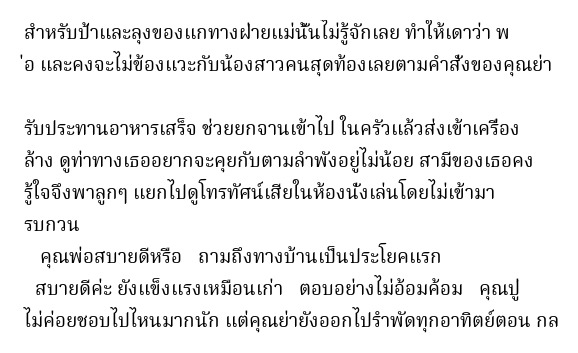 สำหรับป้าและลุงของแกทางฝ่ายแม่นั้นไม่รู้จักเลย ทำให้เดาว่า พ
่อ และคงจะไม่ข้องแวะกับน้องสาวคนสุดท้องเลยตามคำสั่งของคุณย่า
รับประทานอาหารเสร็จ ช่วยยกจานเข้าไป ในครัวแล้วส่งเข้าเครื่อง
ล้าง ดูท่าทางเธออยากจะคุยกับตามลำพังอยู่ไม่น้อย สามีของเธอคง
รู้ใจจึงพาลูกๆ แยกไปดูโทรทัศน์เสียในห้องนั่งเล่นโดยไม่เข้ามา
รบกวน
คุณพ่อสบายดีหรือ ถามถึงทางบ้านเป็นประโยคแรก
สบายดีค่ะ ยังแข็งแรงเหมือนเก่า ตอบอย่างไม่อ้อมค้อม คุณปู
ไม่ค่อยชอบไปไหนมากนัก แต่คุณย่ายังออกไปรำพัดทุกอาทิตย์ตอน กล